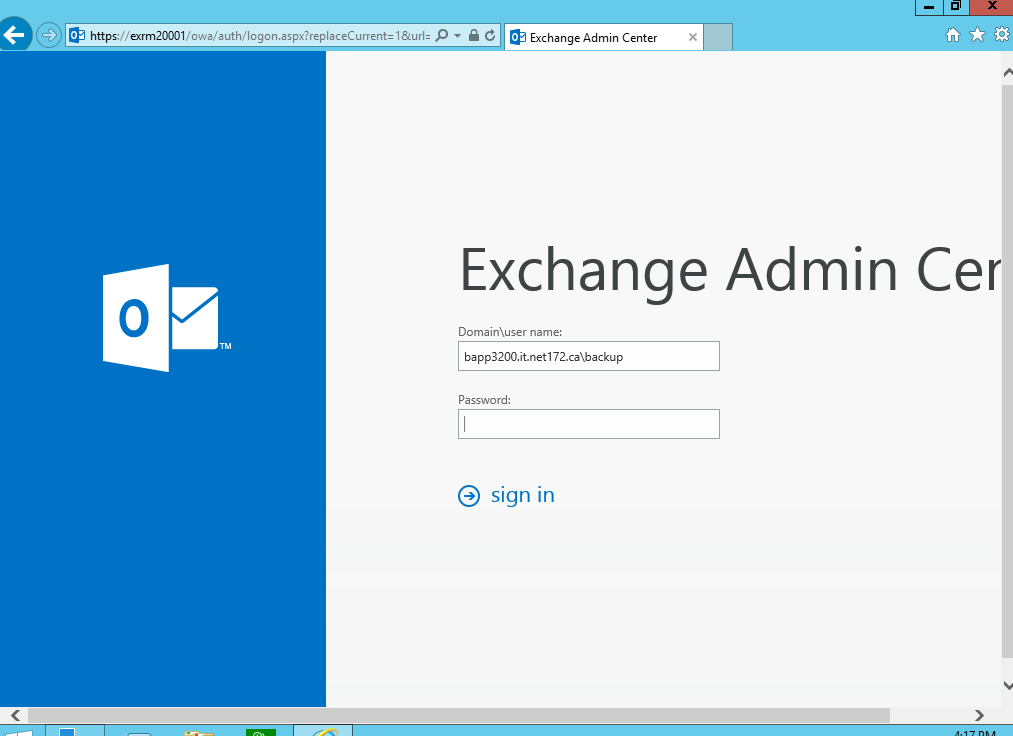 https://exrm20001/owa/auth/logon.aspx?replaceCurrent=1&url=
Exchange Admin Center
Exchange Admin Cer
Domain\user name:
bapp3200.it.net172.ca\backup
Password:
sign in
TM
4:17 PM